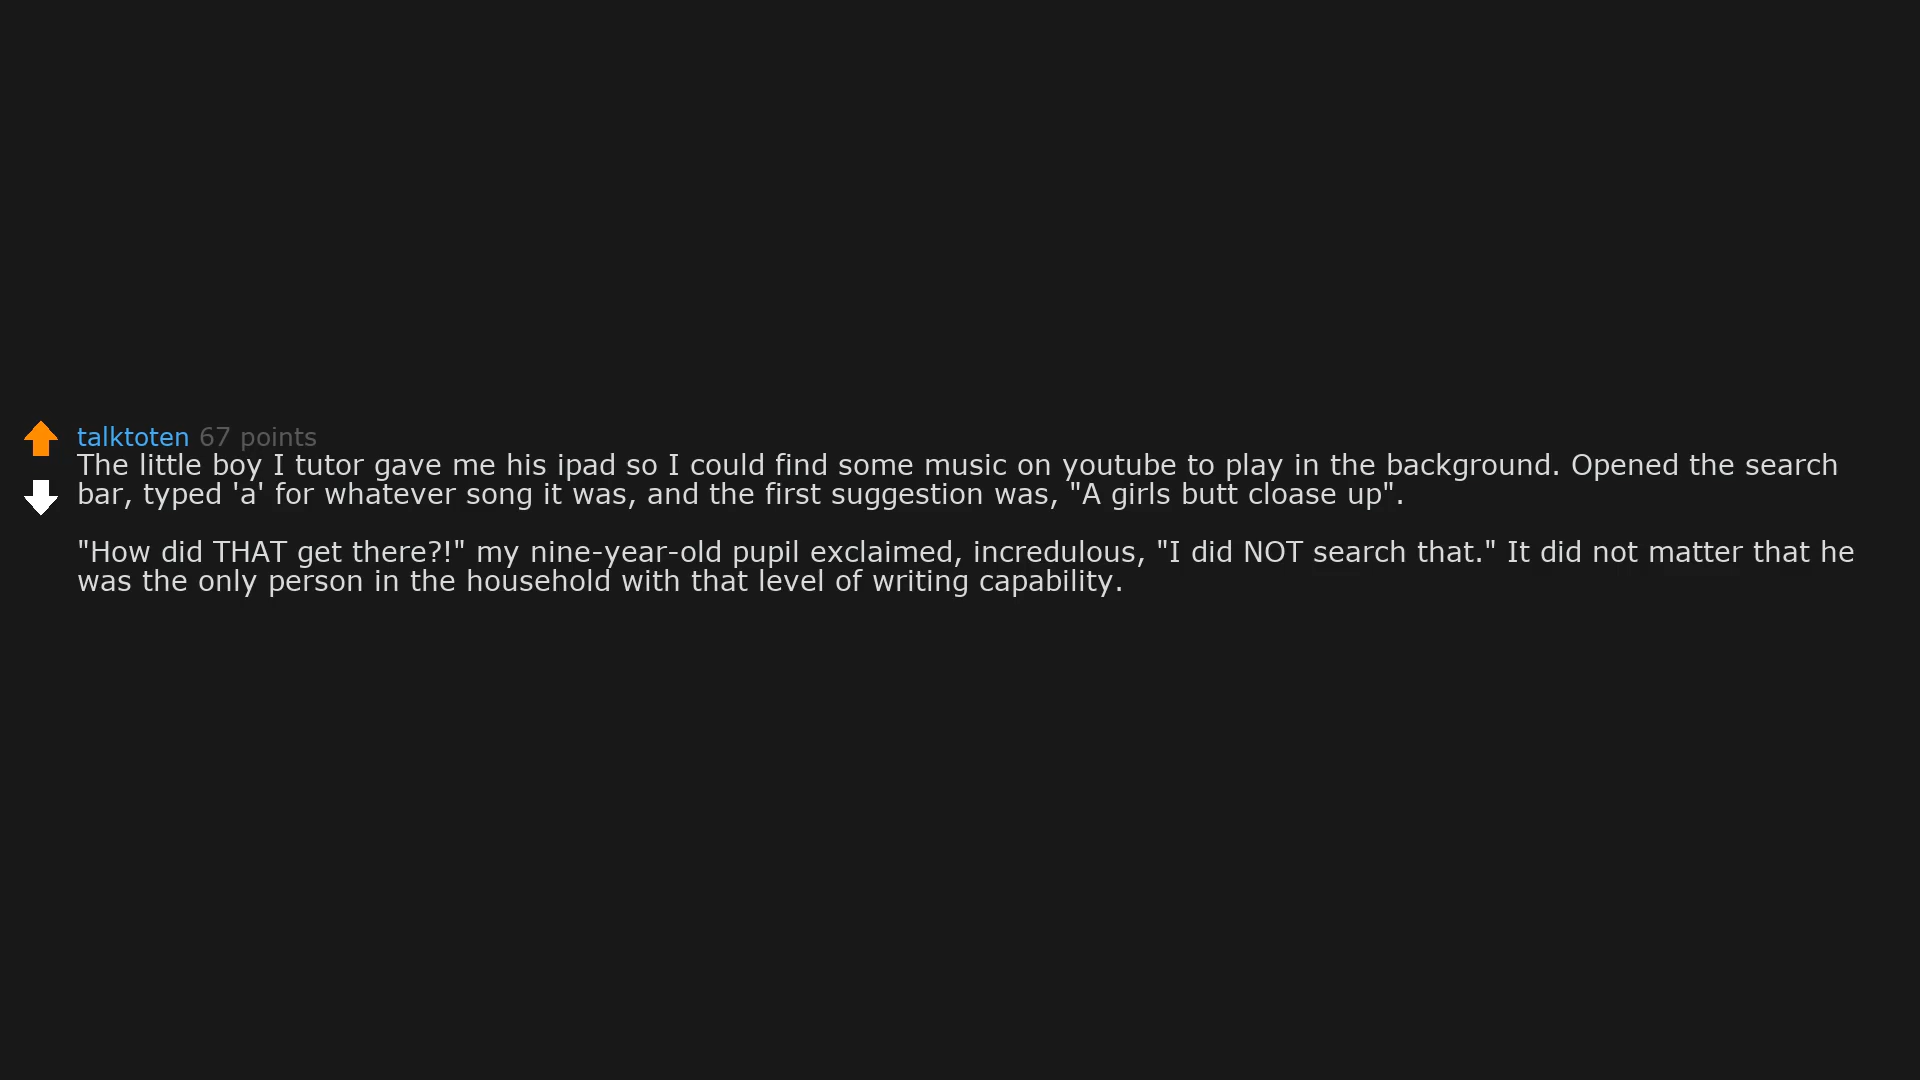 talktoten 67 points
The little boy I tutor gave me his ipad so I could find some music on youtube to play in the background. Opened the search
bar, typed 'a' for whatever song it was, and the first suggestion was, "A girls butt cloase up".
"How did THAT get there?!" my nine-year-old pupil exclaimed, incredulous, "I did NOT search that." It did not matter that he
was the only person in the household with that level of writing capability.